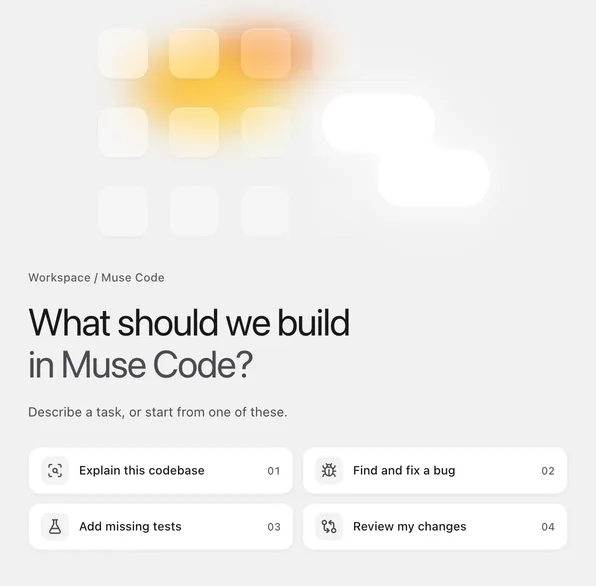 Workspace / Muse Code
What should we build
in Muse Code?
Describe a task, or start from one of these.
Explain this codebase 01
Find and fix a bug 02
Add missing tests 03
Review my changes 04